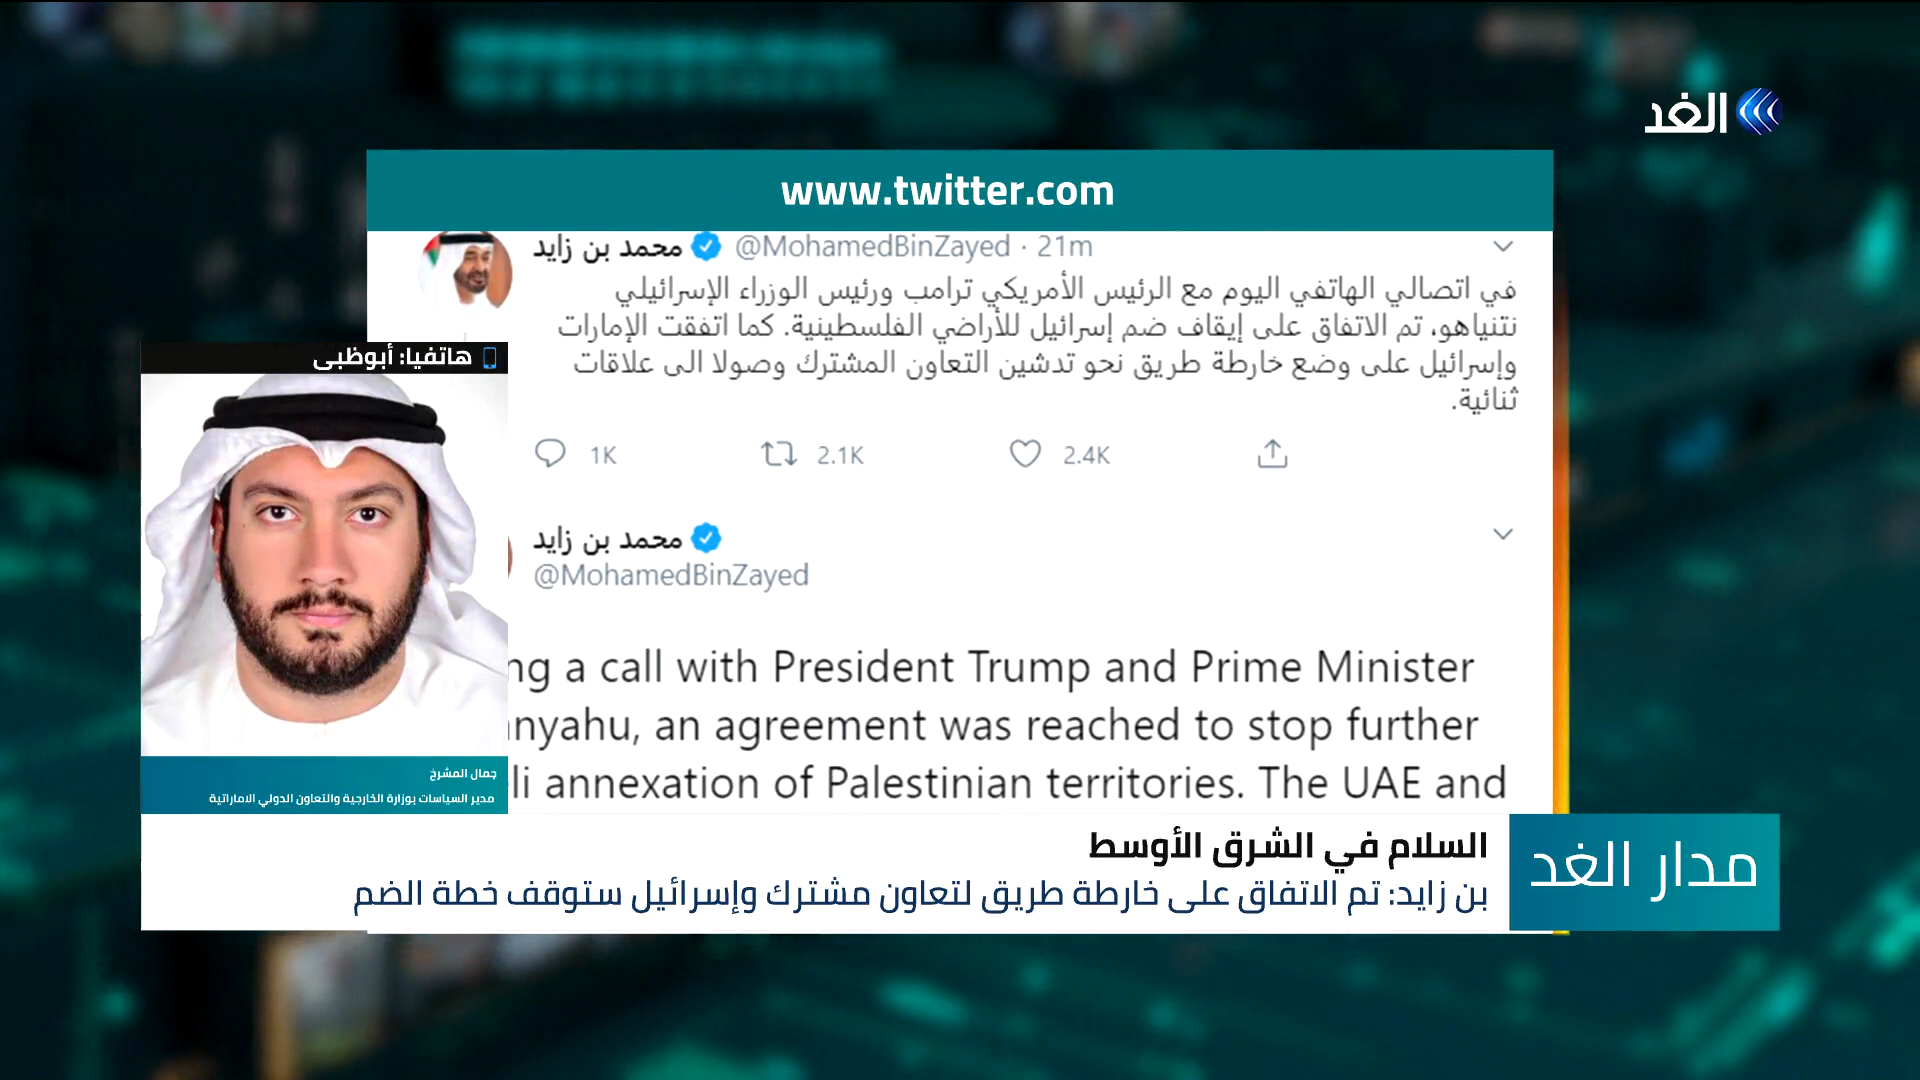 الغد
www.twitter.com
محمد بن زايد @MohamedBinZayed · 21m
في اتصالي الهاتفي اليوم مع الرئيس الأمريكي ترامب ورئيس الوزراء الإسرائيلي
نتنياهو، تم الاتفاق على إيقاف ضم إسرائيل للأراضي الفلسطينية. كما اتفقت الإمارات
وإسرائيل على وضع خارطة طريق نحو تدشين التعاون المشترك وصولا الى علاقات
ثنائية.
1K 2.1K 2.4K
محمد بن زايد
@MohamedBinZayed
ng a call with President Trump and Prime Minister
anyahu, an agreement was reached to stop further
li annexation of Palestinian territories. The UAE and
هاتفيا: أبوظبي
جمال المشرخ
مدير السياسات بوزارة الخارجية والتعاون الدولي الاماراتية
مدار الغد
السلام في الشرق الأوسط
بن زايد: تم الاتفاق على خارطة طريق لتعاون مشترك وإسرائيل ستوقف خطة الضم